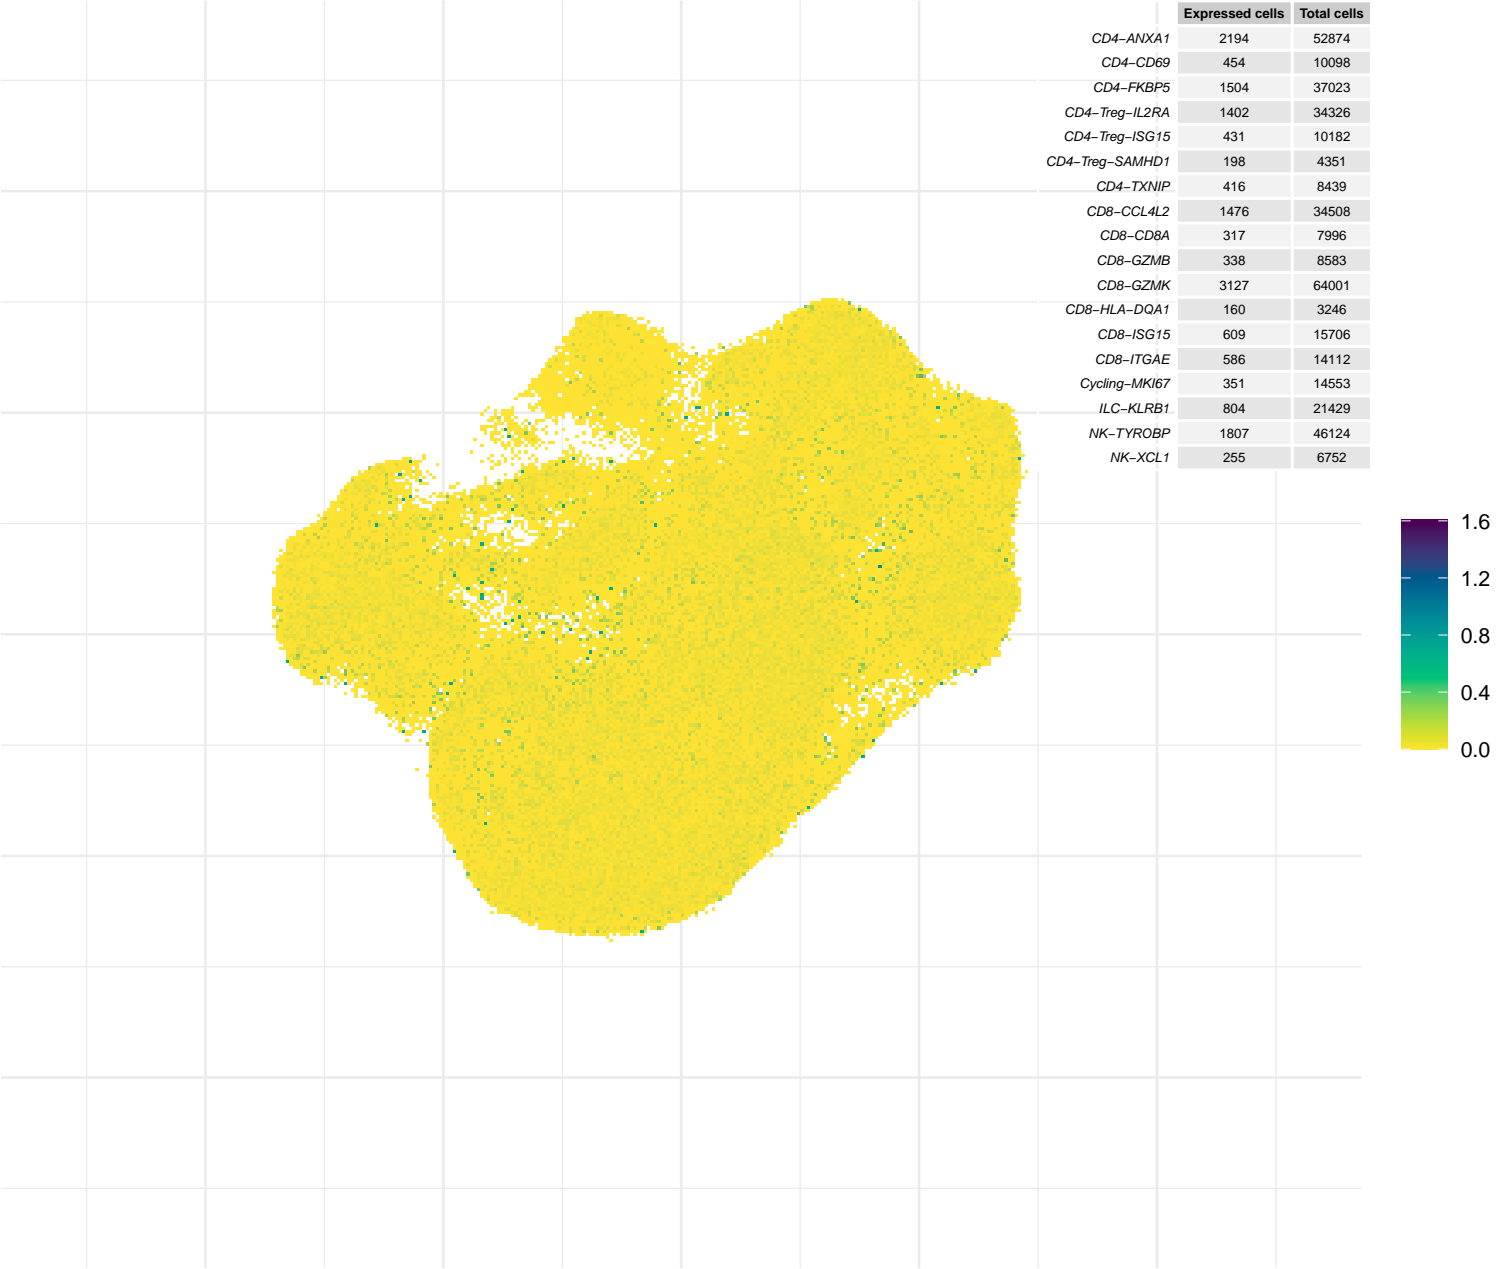 Expressed cells Total cells
CD4−ANXA1 2194 52874
CD4−CD69 454 10098
CD4−FKBP5 1504 37023
CD4−Treg−IL2RA 1402 34326
CD4−Treg−ISG15 431 10182
CD4−Treg−SAMHD1 198 4351
CD4−TXNIP 416 8439
CD8−CCL4L2 1476 34508
CD8−CD8A 317 7996
CD8−GZMB 338 8583
CD8−GZMK 3127 64001
CD8−HLA−DQA1 160 3246
CD8−ISG15 609 15706
CD8−ITGAE 586 14112
Cycling−MKI67 351 14553
ILC−KLRB1 804 21429
NK−TYROBP 1807 46124
NK−XCL1 255 6752
1.6
1.2
0.8
0.4
0.0